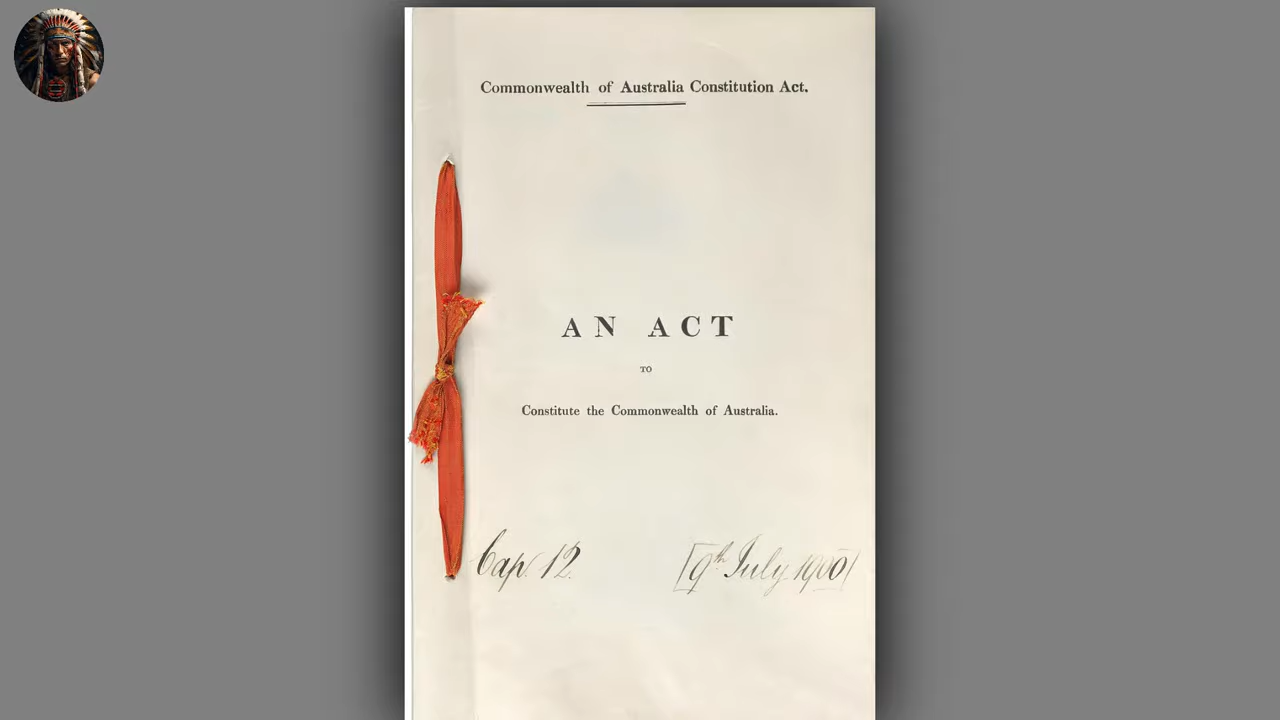 Commonwealth of Australia Constitution Act.
AN ACT
TO
Constitute the Commonwealth of Australia.
Cap. 12. [9th July 1900]